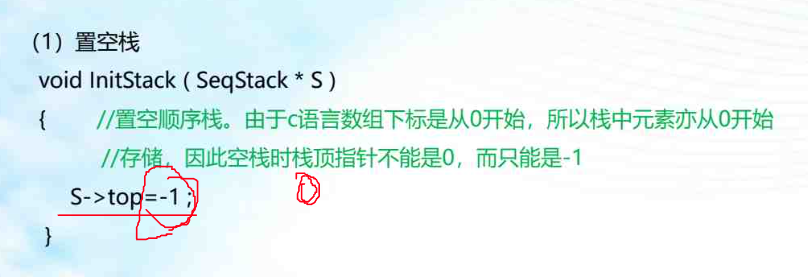 （1）置空栈
void InitStack ( SeqStack * S )
{ //置空顺序栈。由于c语言数组下标是从0开始，所以栈中元素亦从0开始
//存储，因此空栈时栈顶指针不能是0，而只能是-1
S->top=-1 ;
}